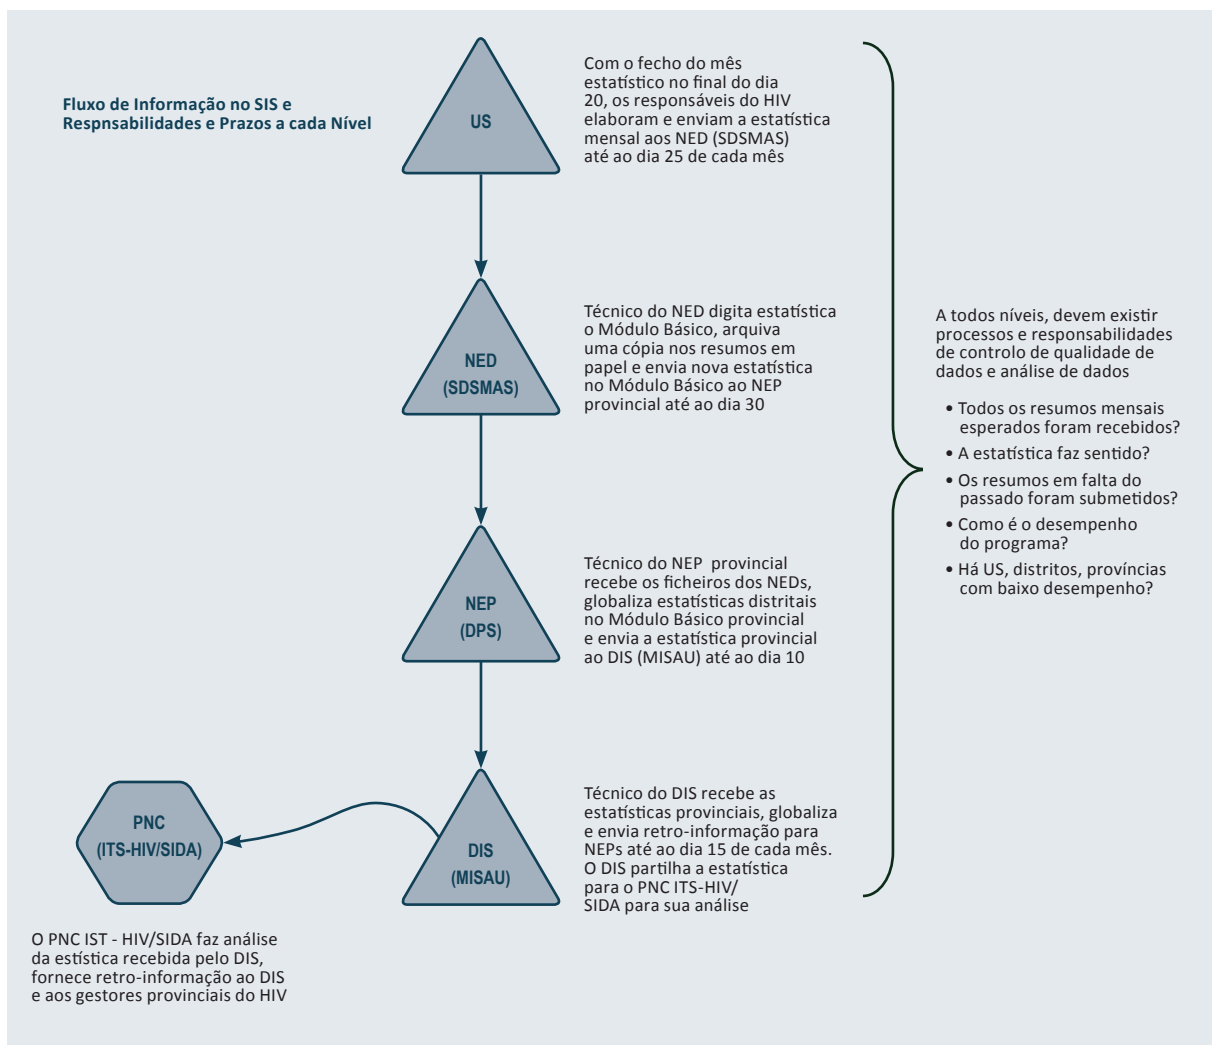 Fluxo de Informação no SIS e
Respnsabilidades e Prazos a cada Nível
US
Com o fecho do mês
estatístico no final do dia
20, os responsáveis do HIV
elaboram e enviam a estatística
mensal aos NED (SDSMAS)
até ao dia 25 de cada mês
NED
(SDSMAS)
Técnico do NED digita estatística
o Módulo Básico, arquiva
uma cópia nos resumos em
papel e envia nova estatística
no Módulo Básico ao NEP
provincial até ao dia 30
NEP
(DPS)
Técnico do NEP provincial
recebe os ficheiros dos NEDs,
globaliza estatísticas distritais
no Módulo Básico provincial
e envia a estatística provincial
ao DIS (MISAU) até ao dia 10
DIS
(MISAU)
Técnico do DIS recebe as
estatísticas provinciais, globaliza
e envia retro-informação para
NEPs até ao dia 15 de cada mês.
O DIS partilha a estatística
para o PNC ITS-HIV/
SIDA para sua análise
PNC
(ITS-HIV/SIDA)
O PNC IST - HIV/SIDA faz análise
da estística recebida pelo DIS,
fornece retro-informação ao DIS
e aos gestores provinciais do HIV
A todos níveis, devem existir
processos e responsabilidades
de controlo de qualidade de
dados e análise de dados
• Todos os resumos mensais
esperados foram recebidos?
• A estatística faz sentido?
• Os resumos em falta do
passado foram submetidos?
• Como é o desempenho
do programa?
• Há US, distritos, províncias
com baixo desempenho?